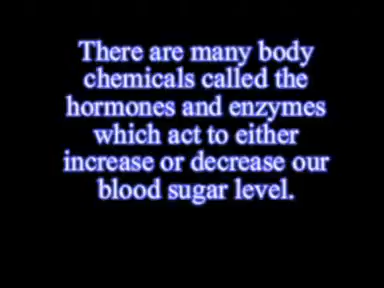 There are many body
chemicals called the
hormones and enzymes
which act to either
increase or decrease our
blood sugar level.